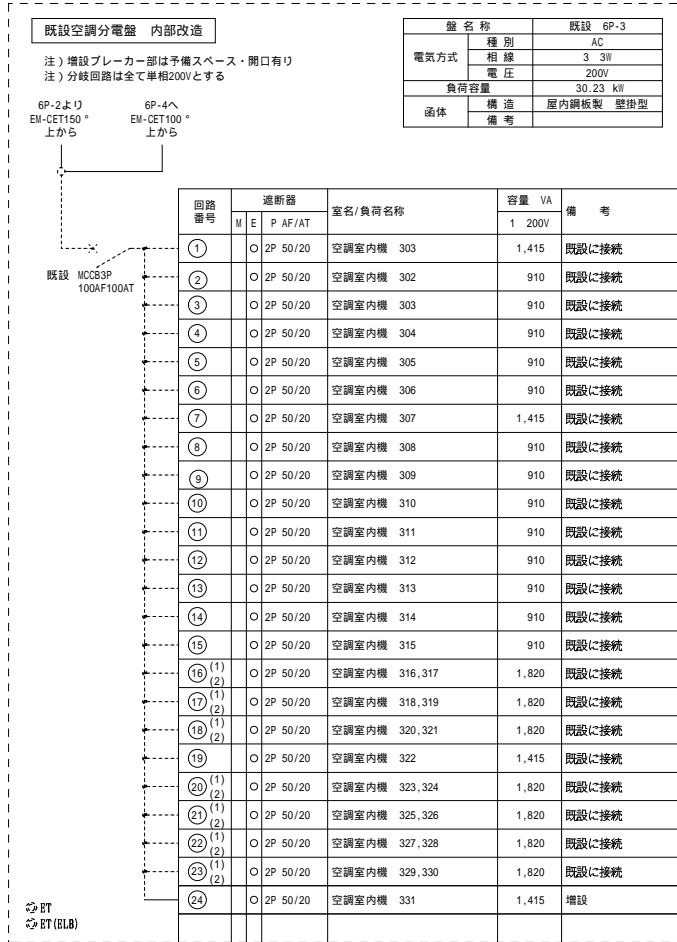 既設空調分電盤 内部改造
注)増設ブレーカー部は予備スペース・開口有り
注)分岐回路は全て単相200Vとする
盤 名 称 既設 6P-3
電気方式 種 別 AC
相 線 3 3W
電 圧 200V
負荷容量 30.23 kW
函体 構 造 屋内鋼板製 壁掛型
備 考
6P-2より 6P-4へ
EM-CET150° EM-CET100°
上から 上から
既設 MCCB3P
100AF100AT
回路番号 遮断器 室名/負荷名称 容量 VA 備 考
M E P AF/AT 1 200V
① ○ 2P 50/20 空調室内機 303 1,415 既設に接続
② ○ 2P 50/20 空調室内機 302 910 既設に接続
③ ○ 2P 50/20 空調室内機 303 910 既設に接続
④ ○ 2P 50/20 空調室内機 304 910 既設に接続
⑤ ○ 2P 50/20 空調室内機 305 910 既設に接続
⑥ ○ 2P 50/20 空調室内機 306 910 既設に接続
⑦ ○ 2P 50/20 空調室内機 307 1,415 既設に接続
⑧ ○ 2P 50/20 空調室内機 308 910 既設に接続
⑨ ○ 2P 50/20 空調室内機 309 910 既設に接続
⑩ ○ 2P 50/20 空調室内機 310 910 既設に接続
⑪ ○ 2P 50/20 空調室内機 311 910 既設に接続
⑫ ○ 2P 50/20 空調室内機 312 910 既設に接続
⑬ ○ 2P 50/20 空調室内機 313 910 既設に接続
⑭ ○ 2P 50/20 空調室内機 314 910 既設に接続
⑮ ○ 2P 50/20 空調室内機 315 910 既設に接続
⑯ (1) (2) ○ 2P 50/20 空調室内機 316,317 1,820 既設に接続
⑰ (1) (2) ○ 2P 50/20 空調室内機 318,319 1,820 既設に接続
⑱ (1) (2) ○ 2P 50/20 空調室内機 320,321 1,820 既設に接続
⑲ ○ 2P 50/20 空調室内機 322 1,415 既設に接続
⑳ (1) (2) ○ 2P 50/20 空調室内機 323,324 1,820 既設に接続
㉑ (1) (2) ○ 2P 50/20 空調室内機 325,326 1,820 既設に接続
㉒ (1) (2) ○ 2P 50/20 空調室内機 327,328 1,820 既設に接続
㉓ (1) (2) ○ 2P 50/20 空調室内機 329,330 1,820 既設に接続
㉔ ○ 2P 50/20 空調室内機 331 1,415 増設
ET
ET(ELB)